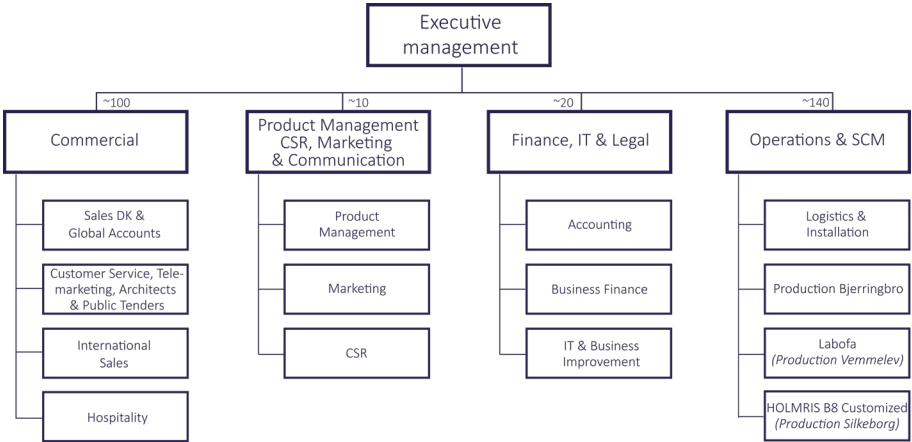 Executive
management
~100
~10
~20
~140
Commercial
Product Management
CSR, Marketing
& Communication
Finance, IT & Legal
Operations & SCM
Sales DK &
Global Accounts
Customer Service, Tele-
marketing, Architects
& Public Tenders
International
Sales
Hospitality
Product
Management
Marketing
CSR
Accounting
Business Finance
IT & Business
Improvement
Logistics &
Installation
Production Bjerringbro
Labofa
(Production Vemmelev)
HOLMRIS B8 Customized
(Production Silkeborg)